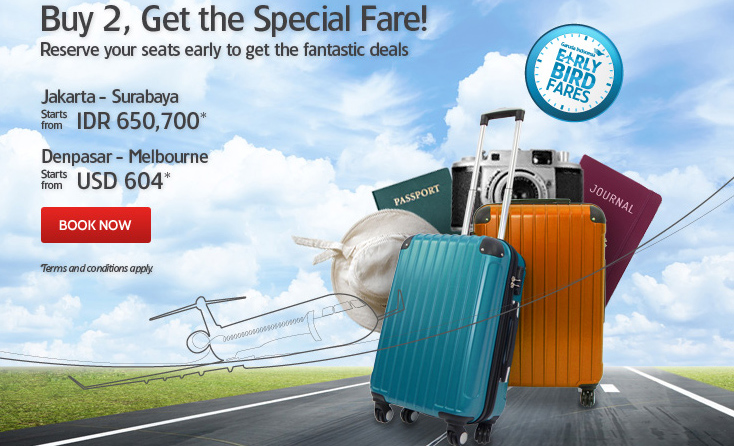 Buy 2, Get the Special Fare!
Reserve your seats early to get the fantastic deals
Jakarta - Surabaya
Starts from IDR 650,700*
Denpasar - Melbourne
Starts from USD 604*
BOOK NOW
*Terms and conditions apply.
Garuda Indonesia
EARLY
BIRD
FARES
PASSPORT
JOURNAL